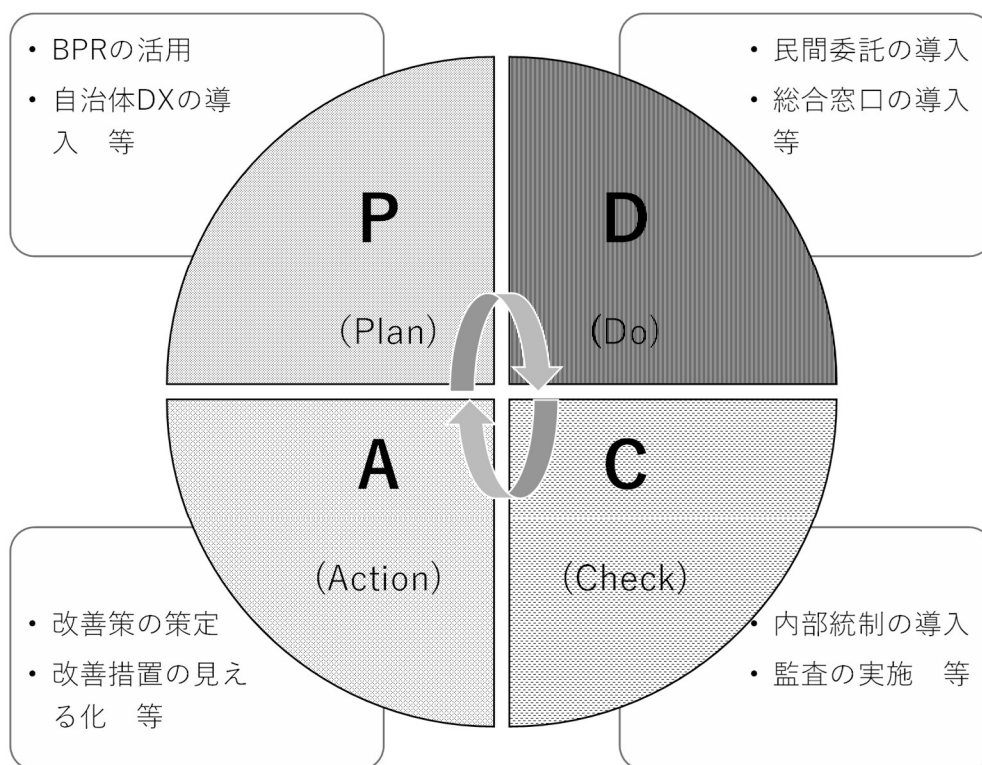 • BPRの活用
• 自治体DXの導
入　等
• 民間委託の導入
• 総合窓口の導入
等
P
(Plan)
D
(Do)
A
(Action)
C
(Check)
• 改善策の策定
• 改善措置の見え
る化　等
• 内部統制の導入
• 監査の実施　等